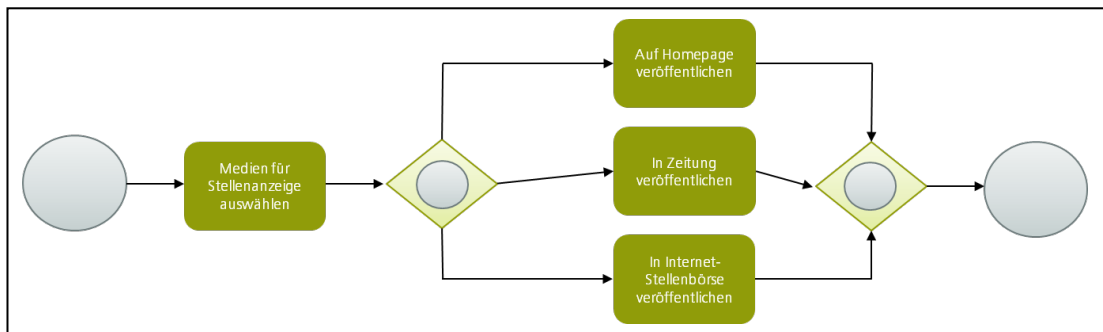 Medien für
Stellenanzeige
auswählen
Auf Homepage
veröffentlichen
In Zeitung
veröffentlichen
In Internet-
Stellenbörse
veröffentlichen